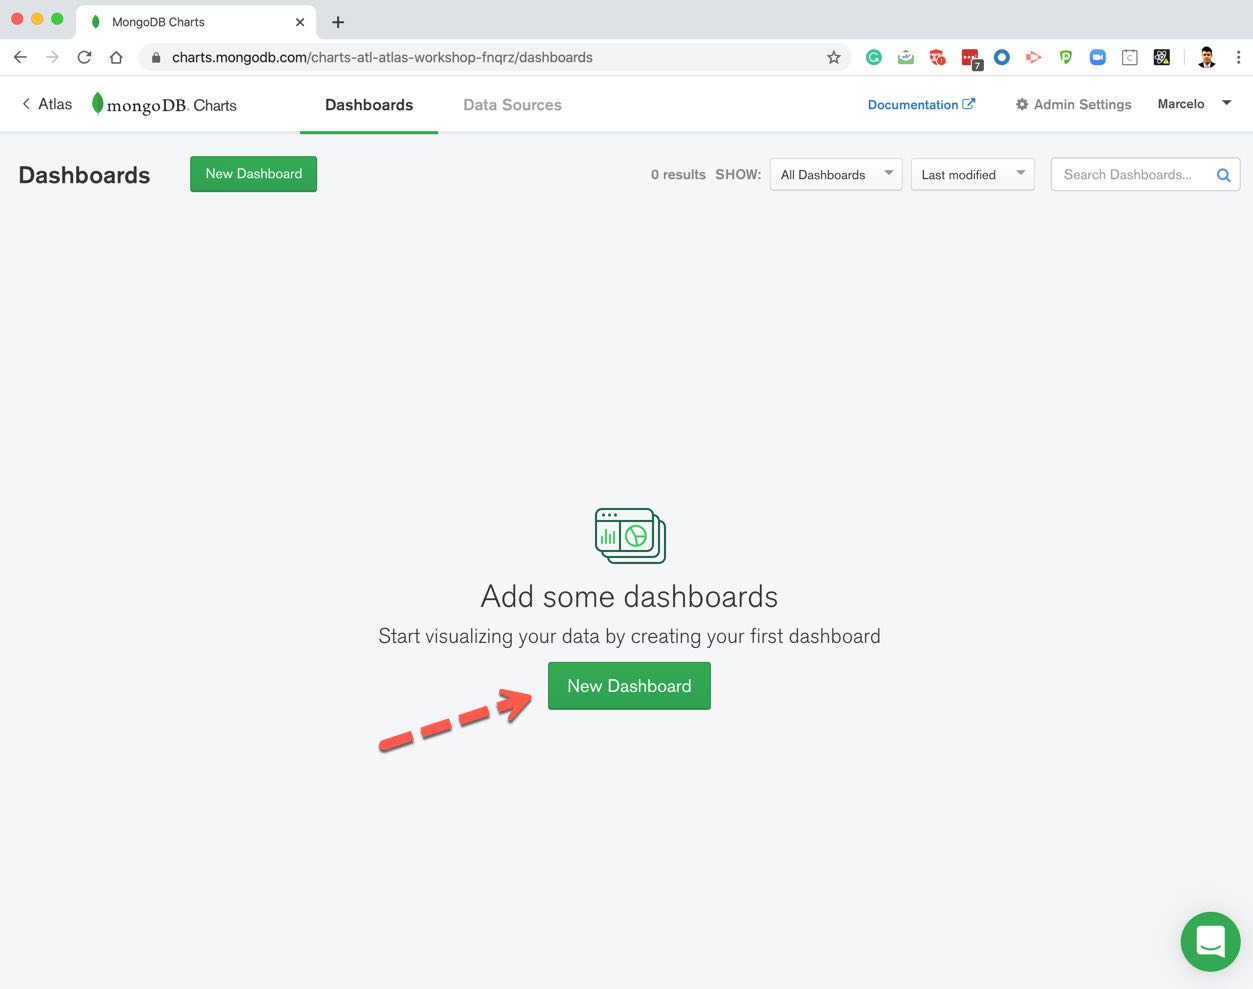 MongoDB Charts
charts.mongodb.com/charts-atl-atlas-workshop-fnqrz/dashboards
7
C
Atlas
mongoDB. Charts
Dashboards
Data Sources
Documentation
Admin Settings
Marcelo
Dashboards
New Dashboard
0 results SHOW:
All Dashboards
Last modified
Search Dashboards...
Add some dashboards
Start visualizing your data by creating your first dashboard
New Dashboard